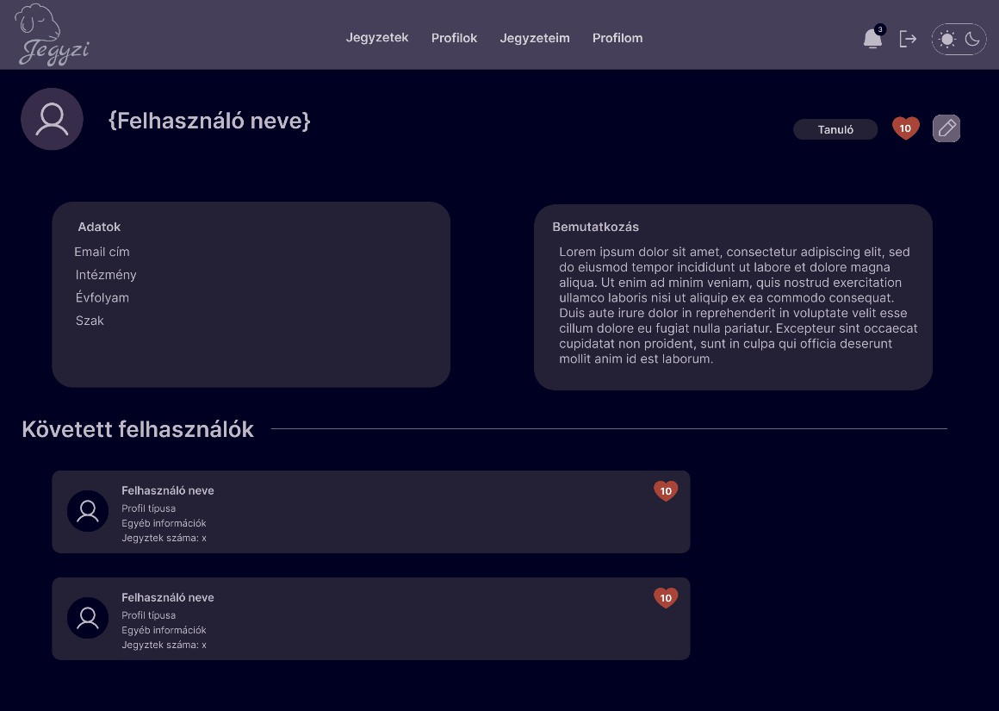 Jegyzi
Jegyzetek Profilok Jegyzeteim Profilom
3
{Felhasználó neve}
Tanuló
10
Adatok
Email cím
Intézmény
Évfolyam
Szak
Bemutatkozás
Lorem ipsum dolor sit amet, consectetur adipiscing elit, sed
do eiusmod tempor incididunt ut labore et dolore magna
aliqua. Ut enim ad minim veniam, quis nostrud exercitation
ullamco laboris nisi ut aliquip ex ea commodo consequat.
Duis aute irure dolor in reprehenderit in voluptate velit esse
cillum dolore eu fugiat nulla pariatur. Excepteur sint occaecat
cupidatat non proident, sunt in culpa qui officia deserunt
mollit anim id est laborum.
Követett felhasználók
Felhasználó neve
10
Profil típusa
Egyéb információk
Jegyztek száma: x
Felhasználó neve
10
Profil típusa
Egyéb információk
Jegyztek száma: x